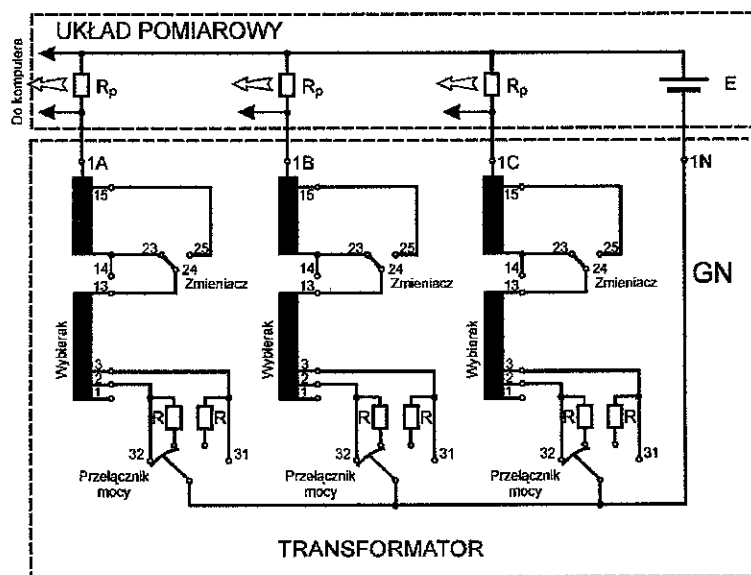 UKŁAD POMIAROWY
Do komputera
Rp Rp Rp E
1A 1B 1C 1N
15 15 15
23 25 23 25 23 25
14 24 14 24 14 24
Zmieniacz Zmieniacz Zmieniacz
GN
13 13 13
Wybierak Wybierak Wybierak
3 3 3
2 2 2
1 1 1
R R R R R R
32 31 32 31 32 31
Przełącznik mocy
Przełącznik mocy
Przełącznik mocy
TRANSFORMATOR